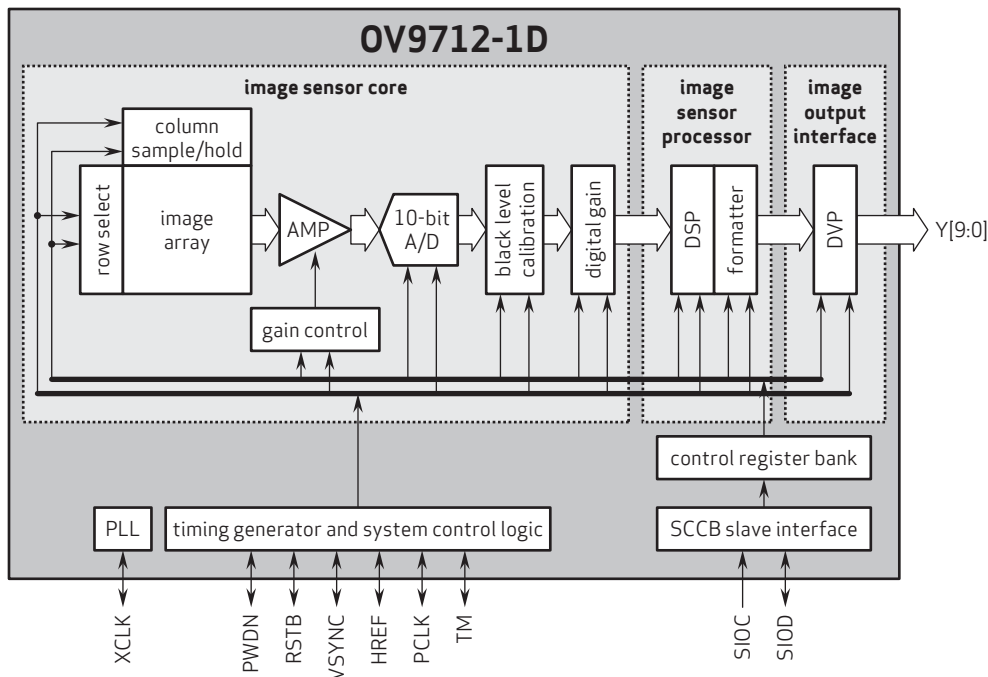 OV9712-1D
image sensor core
image
sensor
processor
image
output
interface
column
sample/hold
row select
image
array
AMP
10-bit
A/D
black level
calibration
digital gain
DSP
formatter
DVP
Y[9:0]
gain control
control register bank
PLL
timing generator and system control logic
SCCB slave interface
XCLK
PWDN
RSTB
VSYNC
HREF
PCLK
TM
SIOC
SIOD